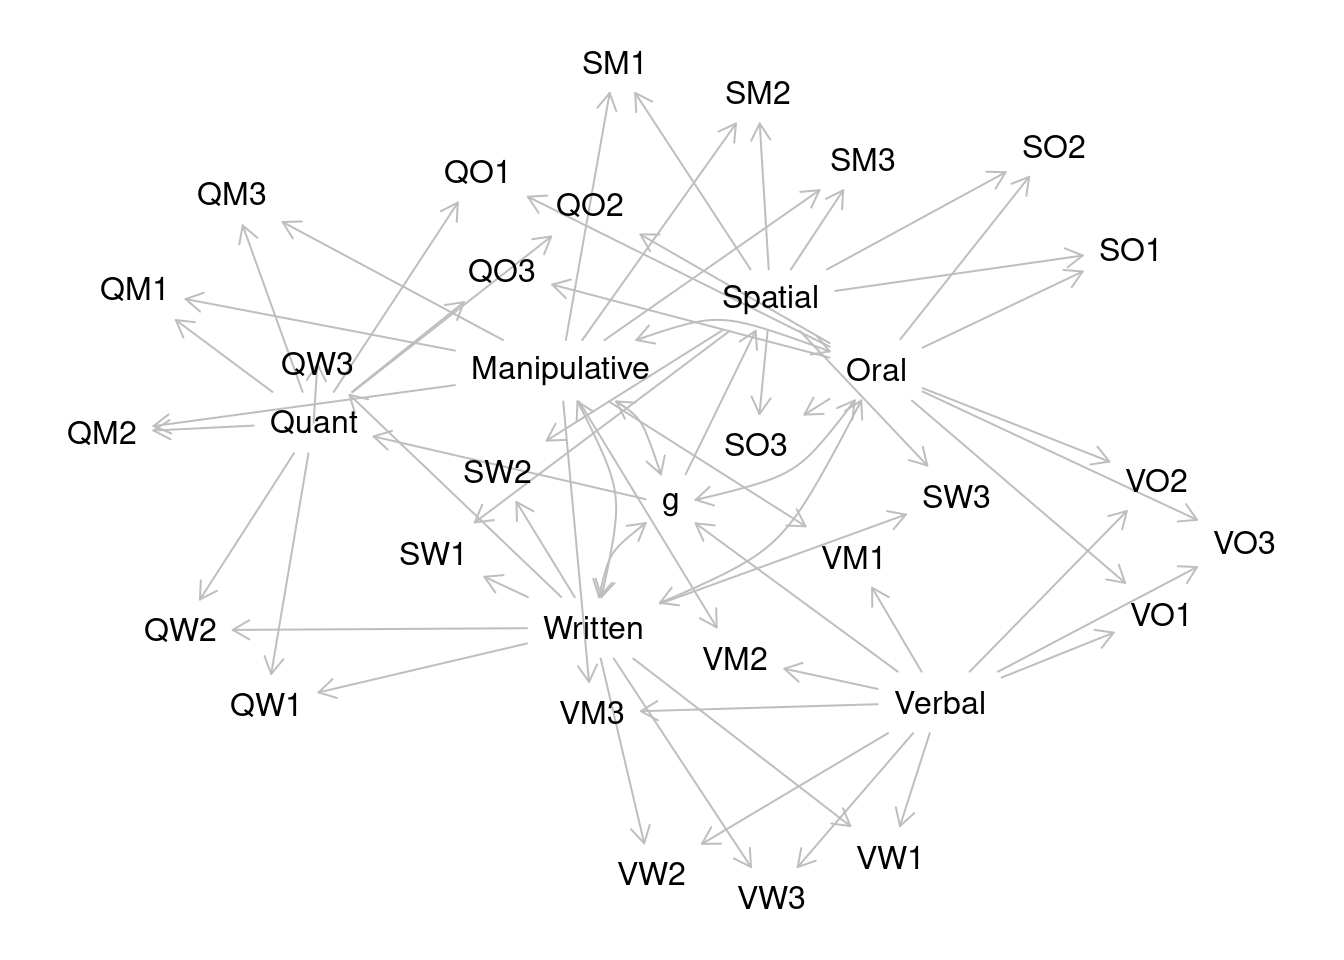 SM1
SM2
SO2
SM3
QO1
QM3
QO2
SO1
QO3
QM1
Spatial
QW3
Manipulative
Oral
Quant
QM2
SO3
SW2
VO2
g
SW3
VO3
SW1
VM1
VO1
QW2
Written
VM2
QW1
VM3
Verbal
VW1
VW2
VW3